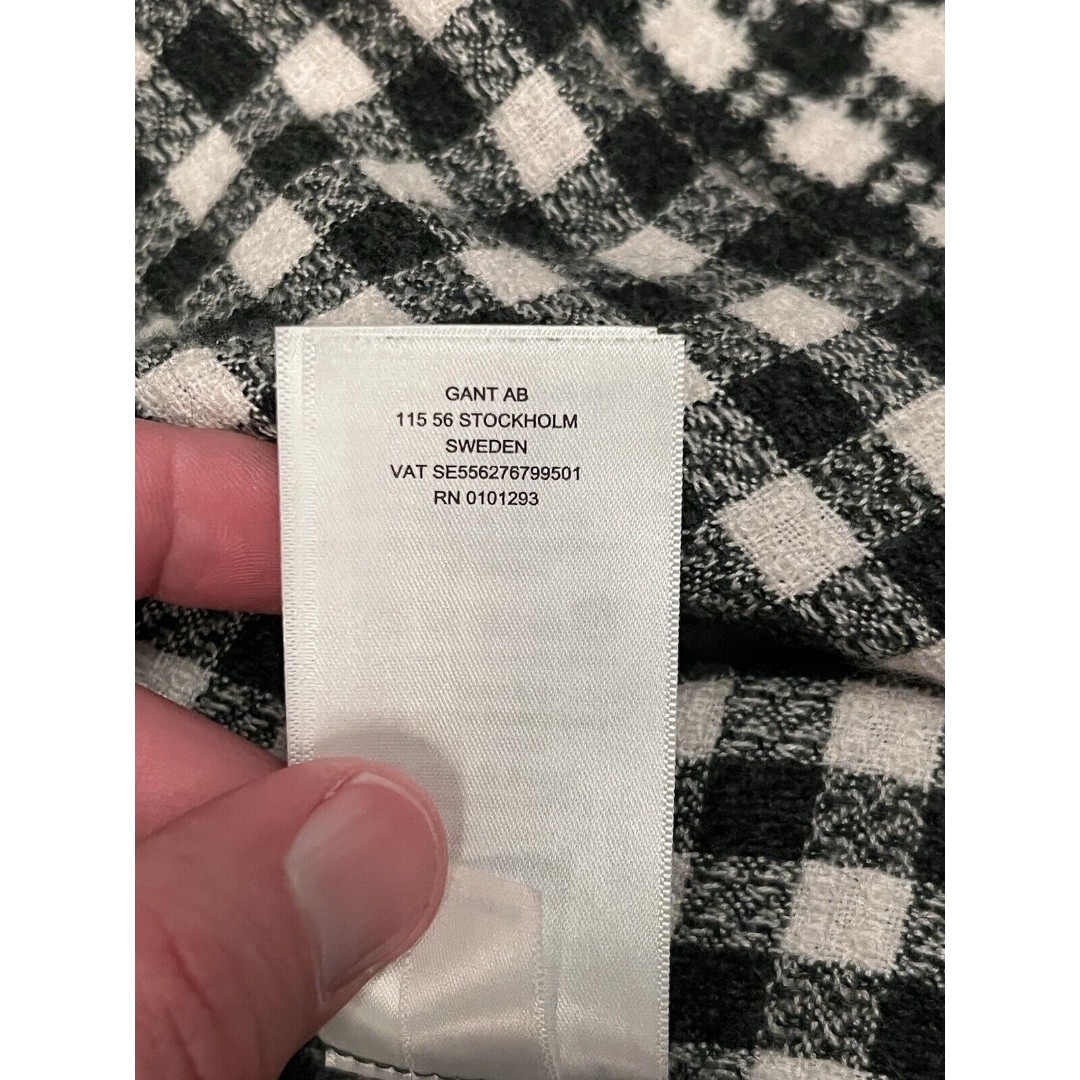 GANT AB
115 56 STOCKHOLM
SWEDEN
VAT SE556276799501
RN 0101293